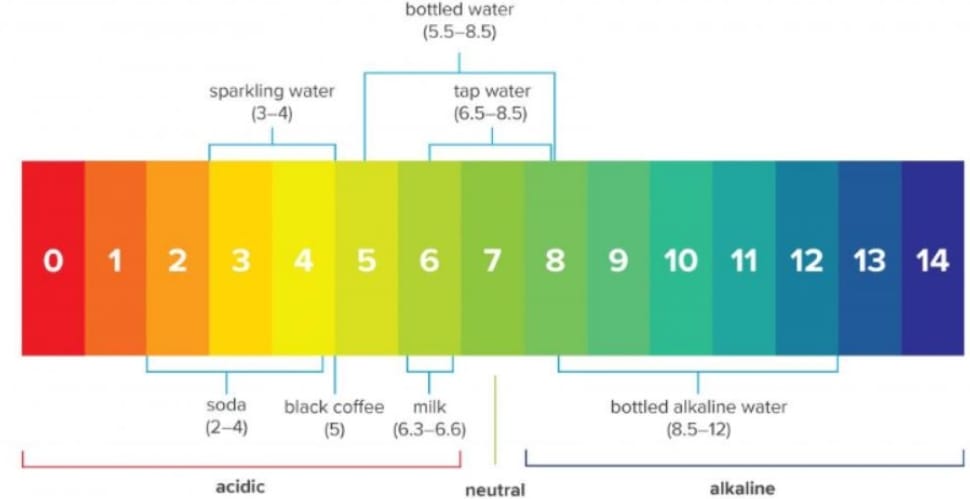 bottled water
(5.5–8.5)
sparkling water
(3–4)
tap water
(6.5–8.5)
0 1 2 3 4 5 6 7 8 9 10 11 12 13 14
soda
(2–4)
black coffee
(5)
milk
(6.3–6.6)
bottled alkaline water
(8.5–12)
acidic
neutral
alkaline